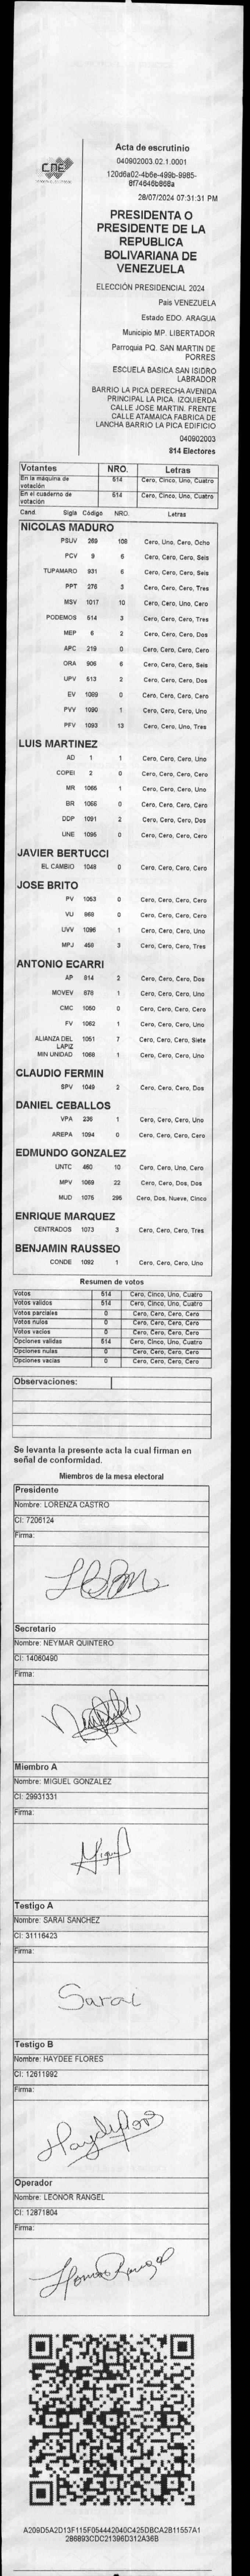 CNE
Acta de escrutinio
040902003.02.1.0001
120d6a02-4b6e-499b-9985-
8f74646b868a
28/07/2024 07:31:31 PM
PRESIDENTA O
PRESIDENTE DE LA
REPUBLICA
BOLIVARIANA DE
VENEZUELA
ELECCIÓN PRESIDENCIAL 2024
País VENEZUELA
Estado EDO. ARAGUA
Municipio MP. LIBERTADOR
Parroquia PQ. SAN MARTIN DE
PORRES
ESCUELA BASICA SAN ISIDRO
LABRADOR
BARRIO LA PICA DERECHA AVENIDA
PRINCIPAL LA PICA. IZQUIERDA
CALLE JOSE MARTIN. FRENTE
CALLE ATAMAICA FABRICA DE
LANCHA BARRIO LA PICA EDIFICIO
040902003
814 Electores
Votantes NRO. Letras
En la máquina de votación 514 Cero, Cinco, Uno, Cuatro
En el cuaderno de votación 514 Cero, Cinco, Uno, Cuatro
Cand. Sigla Código NRO. Letras
NICOLAS MADURO
PSUV 269 108 Cero, Uno, Cero, Ocho
PCV 9 6 Cero, Cero, Cero, Seis
TUPAMARO 931 6 Cero, Cero, Cero, Seis
PPT 276 3 Cero, Cero, Cero, Tres
MSV 1017 10 Cero, Cero, Uno, Cero
PODEMOS 514 3 Cero, Cero, Cero, Tres
MEP 6 2 Cero, Cero, Cero, Dos
APC 219 0 Cero, Cero, Cero, Cero
ORA 906 6 Cero, Cero, Cero, Seis
UPV 513 2 Cero, Cero, Cero, Dos
EV 1089 0 Cero, Cero, Cero, Cero
PVV 1090 1 Cero, Cero, Cero, Uno
PFV 1093 13 Cero, Cero, Uno, Tres
LUIS MARTINEZ
AD 1 1 Cero, Cero, Cero, Uno
COPEI 2 0 Cero, Cero, Cero, Cero
MR 1065 1 Cero, Cero, Cero, Uno
BR 1066 0 Cero, Cero, Cero, Cero
DDP 1091 2 Cero, Cero, Cero, Dos
UNE 1095 0 Cero, Cero, Cero, Cero
JAVIER BERTUCCI
EL CAMBIO 1048 0 Cero, Cero, Cero, Cero
JOSE BRITO
PV 1053 0 Cero, Cero, Cero, Cero
VU 868 0 Cero, Cero, Cero, Cero
UVV 1096 1 Cero, Cero, Cero, Uno
MPJ 458 3 Cero, Cero, Cero, Tres
ANTONIO ECARRI
AP 814 2 Cero, Cero, Cero, Dos
MOVEV 878 1 Cero, Cero, Cero, Uno
CMC 1050 0 Cero, Cero, Cero, Cero
FV 1062 1 Cero, Cero, Cero, Uno
ALIANZA DEL LAPIZ 1051 7 Cero, Cero, Cero, Siete
MIN UNIDAD 1068 1 Cero, Cero, Cero, Uno
CLAUDIO FERMIN
SPV 1049 2 Cero, Cero, Cero, Dos
DANIEL CEBALLOS
VPA 236 1 Cero, Cero, Cero, Uno
AREPA 1094 0 Cero, Cero, Cero, Cero
EDMUNDO GONZALEZ
UNTC 460 10 Cero, Cero, Uno, Cero
MPV 1069 22 Cero, Cero, Dos, Dos
MUD 1075 295 Cero, Dos, Nueve, Cinco
ENRIQUE MARQUEZ
CENTRADOS 1073 3 Cero, Cero, Cero, Tres
BENJAMIN RAUSSEO
CONDE 1092 1 Cero, Cero, Cero, Uno
Resumen de votos
Votos 514 Cero, Cinco, Uno, Cuatro
Votos válidos 514 Cero, Cinco, Uno, Cuatro
Votos parciales 0 Cero, Cero, Cero, Cero
Votos nulos 0 Cero, Cero, Cero, Cero
Votos vacíos 0 Cero, Cero, Cero, Cero
Opciones válidas 514 Cero, Cinco, Uno, Cuatro
Opciones nulas 0 Cero, Cero, Cero, Cero
Opciones vacías 0 Cero, Cero, Cero, Cero
Observaciones:
Se levanta la presente acta la cual firman en
señal de conformidad.
Miembros de la mesa electoral
Presidente
Nombre: LORENZA CASTRO
CI: 7206124
Firma:
Secretario
Nombre: NEYMAR QUINTERO
CI: 14060490
Firma:
Miembro A
Nombre: MIGUEL GONZALEZ
CI: 29931331
Firma:
Miguel
Testigo A
Nombre: SARAI SANCHEZ
CI: 31116423
Firma:
Sarai
Testigo B
Nombre: HAYDEE FLORES
CI: 12611992
Firma:
Operador
Nombre: LEONOR RANGEL
CI: 12871804
Firma:
A209D5A2D13F115F054442040C425DBCA2B11557A1
286893CDC21396D312A36B